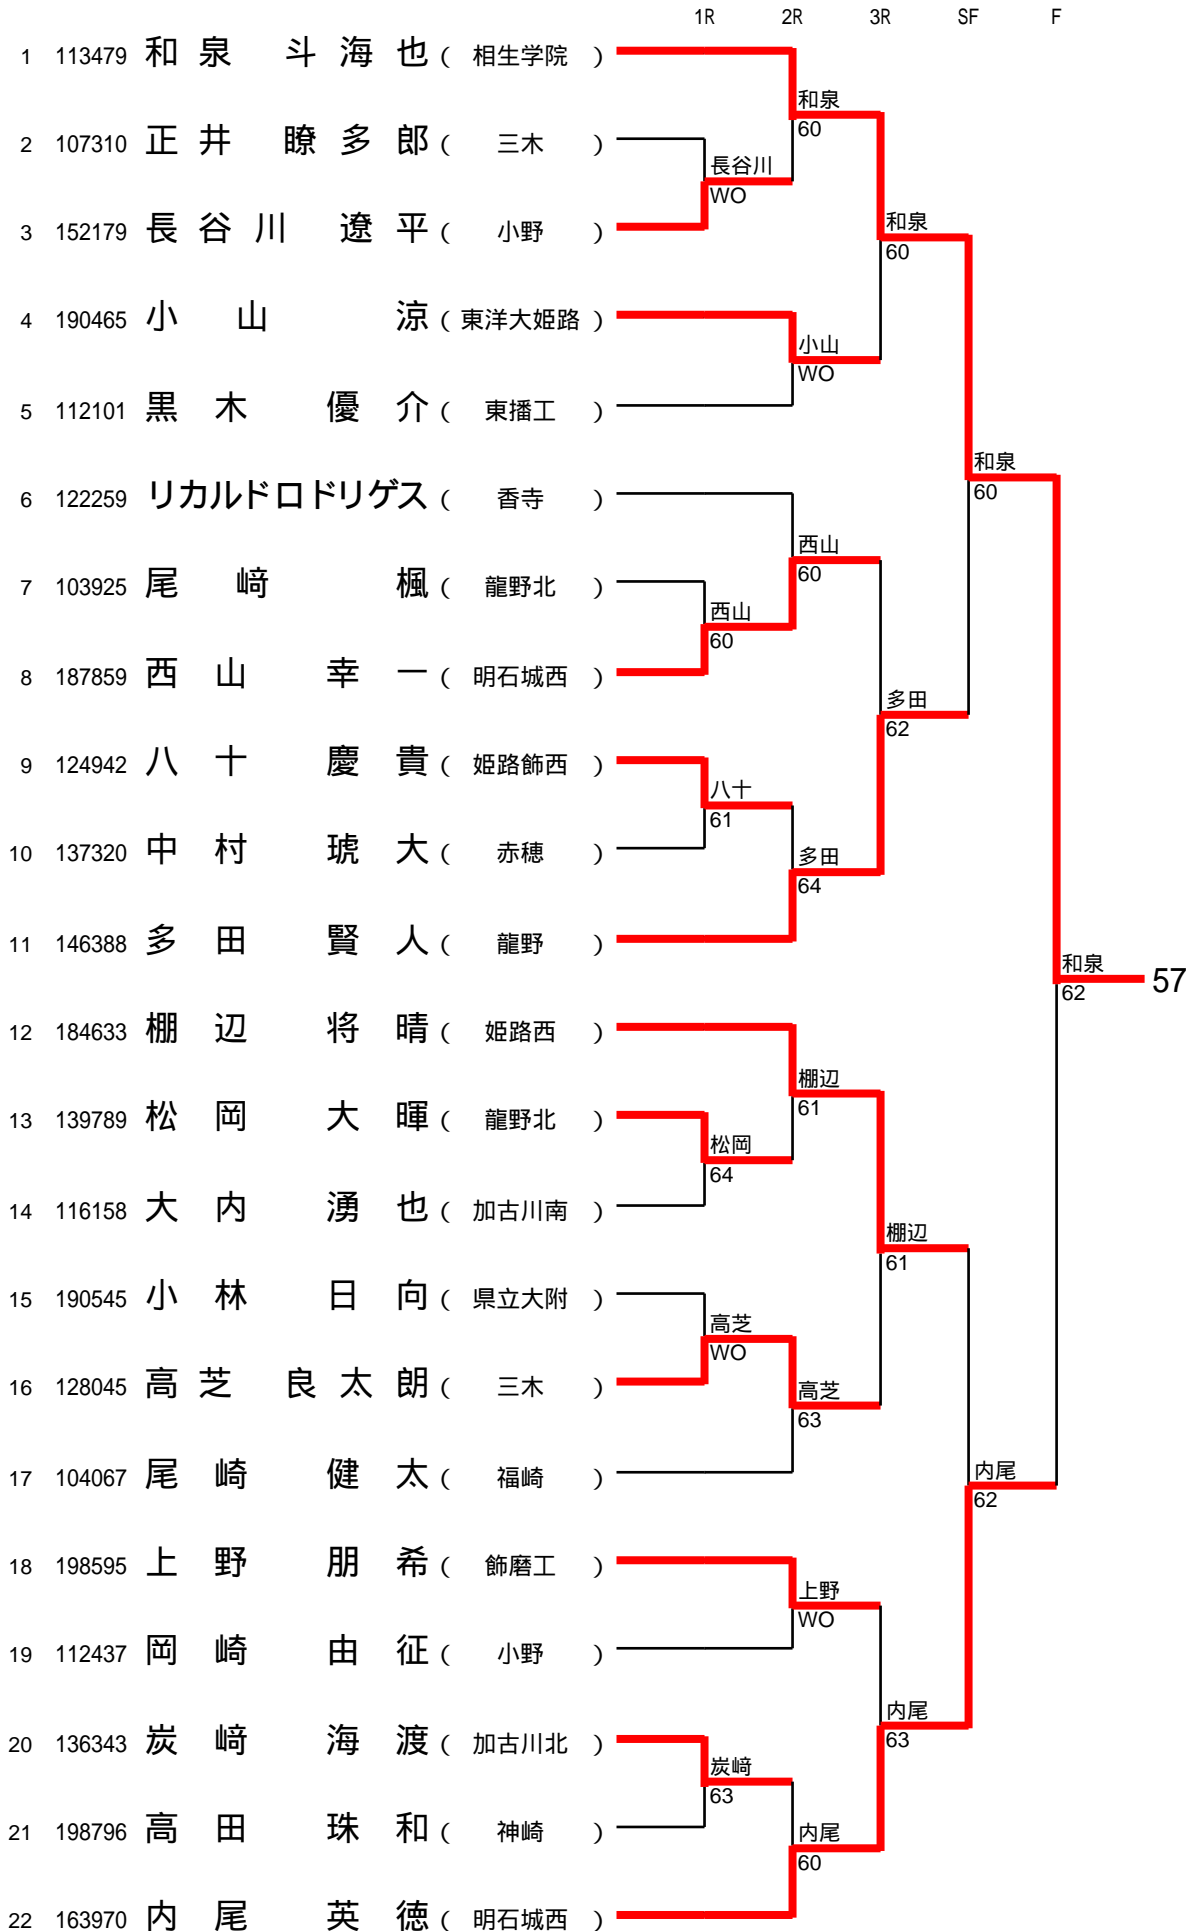 1R 2R 3R SF F
1 113479 和泉 斗海也 ( 相生学院 )
和泉
60
2 107310 正井 瞭多郎 ( 三木 )
長谷川
WO
3 152179 長谷川 遼平 ( 小野 )
和泉
60
4 190465 小山 涼 ( 東洋大姫路 )
小山
WO
5 112101 黒木 優介 ( 東播工 )
和泉
60
6 122259 リカルドロドリゲス ( 香寺 )
西山
60
7 103925 尾﨑 楓 ( 龍野北 )
西山
60
8 187859 西山 幸一 ( 明石城西 )
多田
62
9 124942 八十 慶貴 ( 姫路飾西 )
八十
61
10 137320 中村 琥大 ( 赤穂 )
多田
64
11 146388 多田 賢人 ( 龍野 )
和泉
62
57
12 184633 棚辺 将晴 ( 姫路西 )
棚辺
61
13 139789 松岡 大暉 ( 龍野北 )
松岡
64
14 116158 大内 湧也 ( 加古川南 )
棚辺
61
15 190545 小林 日向 ( 県立大附 )
高芝
WO
16 128045 高芝 良太朗 ( 三木 )
高芝
63
17 104067 尾崎 健太 ( 福崎 )
内尾
62
18 198595 上野 朋希 ( 飾磨工 )
上野
WO
19 112437 岡崎 由征 ( 小野 )
内尾
63
20 136343 炭﨑 海渡 ( 加古川北 )
炭﨑
63
21 198796 高田 珠和 ( 神崎 )
内尾
60
22 163970 内尾 英徳 ( 明石城西 )